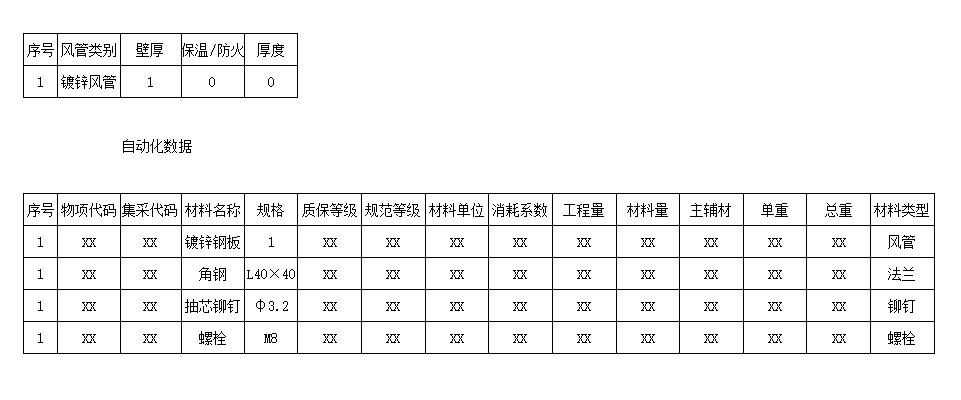 序号 风管类别 壁厚 保温/防火 厚度
1 镀锌风管 1 0 0
自动化数据
序号 物项代码 集采代码 材料名称 规格 质保等级 规范等级 材料单位 消耗系数 工程量 材料量 主辅材 单重 总重 材料类型
1 XX XX 镀锌钢板 1 XX XX XX XX XX XX XX XX XX 风管
1 XX XX 角钢 L40×40 XX XX XX XX XX XX XX XX XX 法兰
1 XX XX 抽芯铆钉 Φ3.2 XX XX XX XX XX XX XX XX XX 铆钉
1 XX XX 螺栓 M8 XX XX XX XX XX XX XX XX XX 螺栓